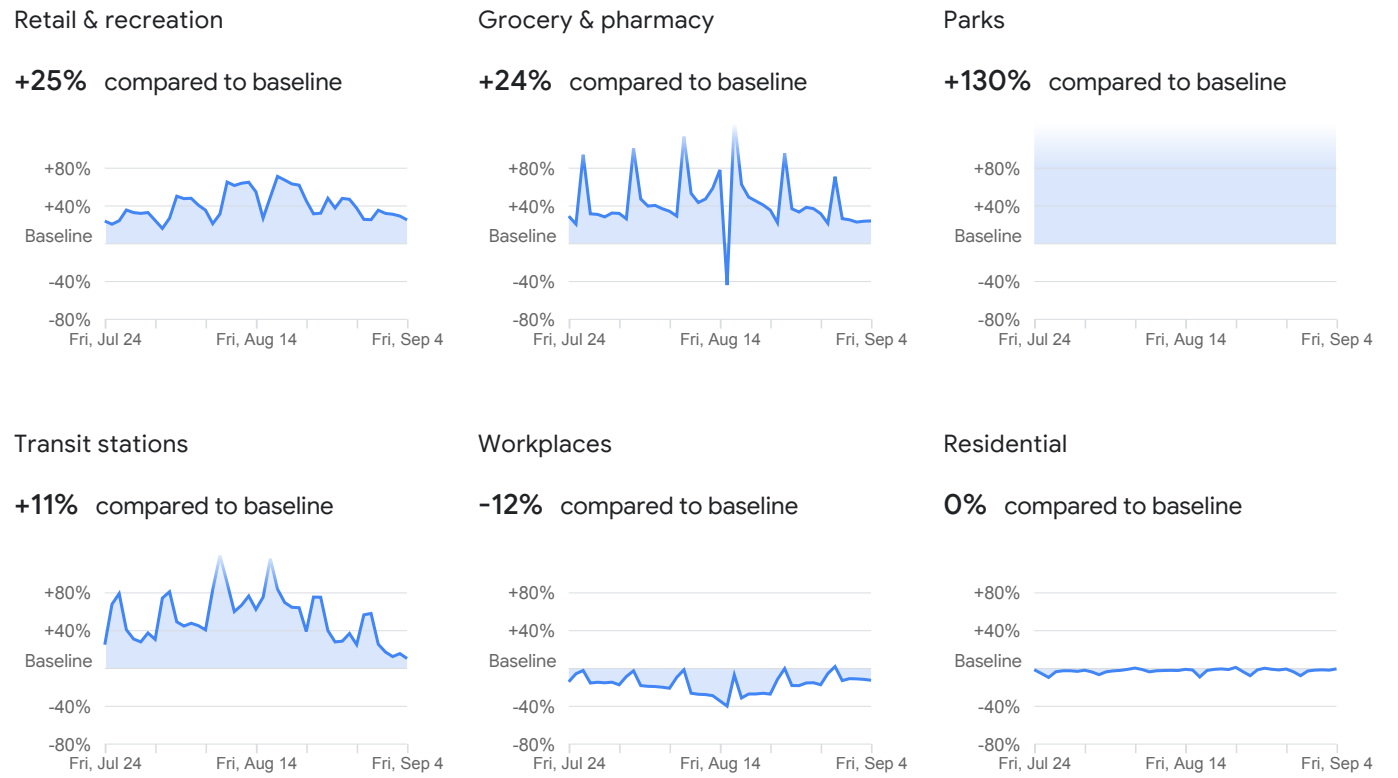 Retail & recreation
+25% compared to baseline
+80%
+40%
Baseline
-40%
-80%
Fri, Jul 24 Fri, Aug 14 Fri, Sep 4
Grocery & pharmacy
+24% compared to baseline
+80%
+40%
Baseline
-40%
-80%
Fri, Jul 24 Fri, Aug 14 Fri, Sep 4
Parks
+130% compared to baseline
+80%
+40%
Baseline
-40%
-80%
Fri, Jul 24 Fri, Aug 14 Fri, Sep 4
Transit stations
+11% compared to baseline
+80%
+40%
Baseline
-40%
-80%
Fri, Jul 24 Fri, Aug 14 Fri, Sep 4
Workplaces
-12% compared to baseline
+80%
+40%
Baseline
-40%
-80%
Fri, Jul 24 Fri, Aug 14 Fri, Sep 4
Residential
0% compared to baseline
+80%
+40%
Baseline
-40%
-80%
Fri, Jul 24 Fri, Aug 14 Fri, Sep 4